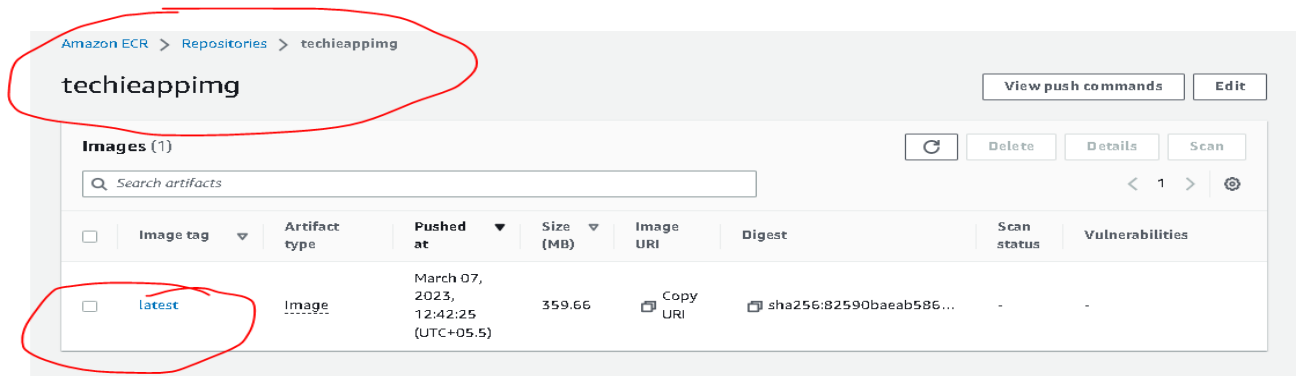 Amazon ECR > Repositories > techieappimg
techieappimg
View push commands
Edit
Images (1)
Delete
Details
Scan
Search artifacts
< 1 >
Image tag
Artifact
type
Pushed
at
Size
(MB)
Image
URI
Digest
Scan
status
Vulnerabilities
latest
Image
March 07,
2023,
12:42:25
(UTC+05.5)
359.66
Copy
URI
sha256:82590baeab586...
-
-